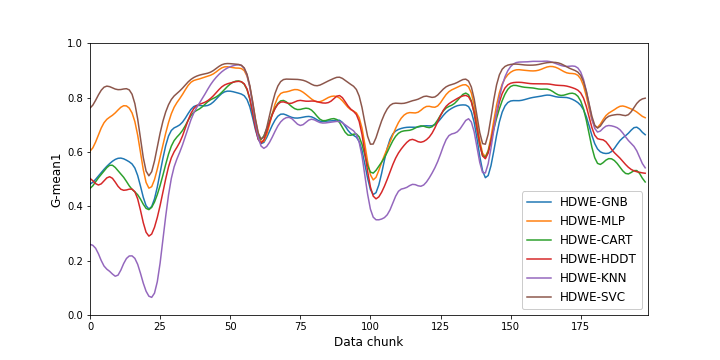 1.0
0.8
0.6
0.4
0.2
0.0
G-mean1
0 25 50 75 100 125 150 175
Data chunk
HDWE-GNB
HDWE-MLP
HDWE-CART
HDWE-HDDT
HDWE-KNN
HDWE-SVC